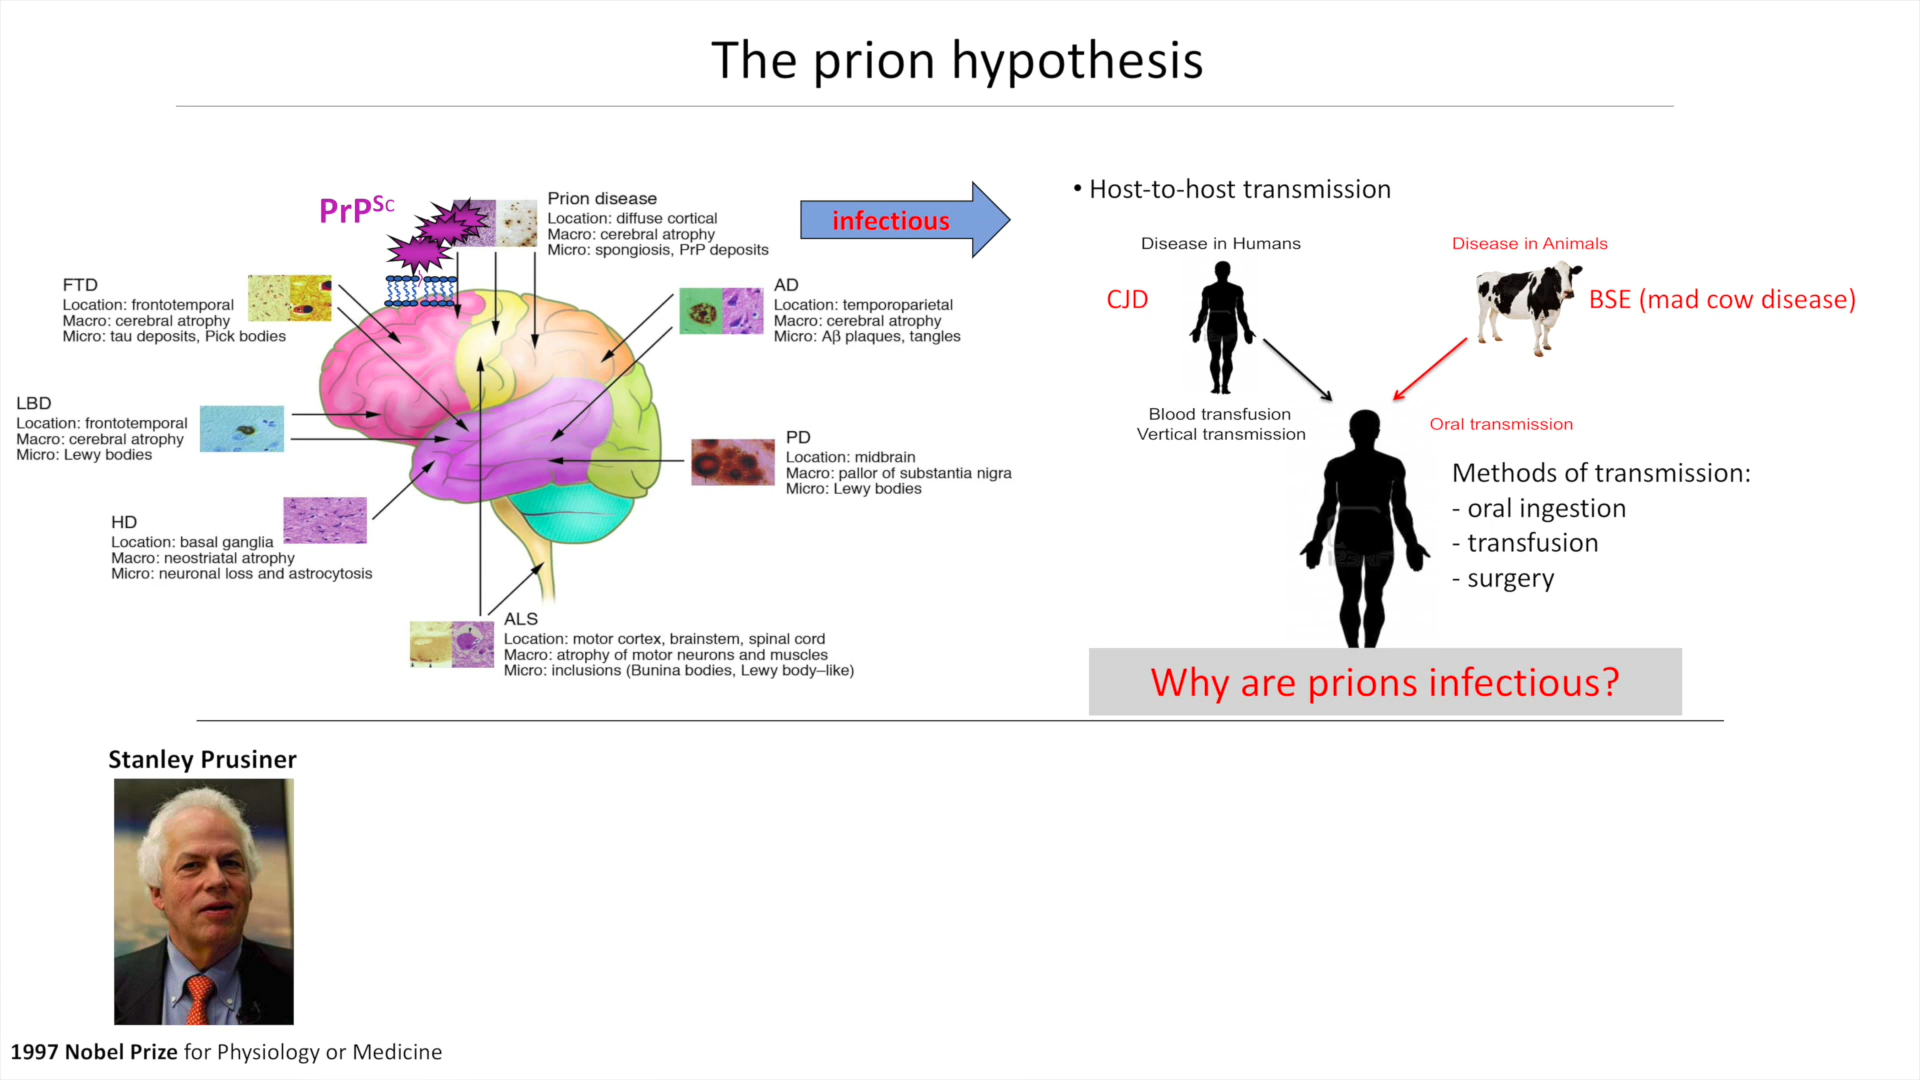 The prion hypothesis
PrPSc
Prion disease
Location: diffuse cortical
Macro: cerebral atrophy
Micro: spongiosis, PrP deposits
infectious
FTD
Location: frontotemporal
Macro: cerebral atrophy
Micro: tau deposits, Pick bodies
AD
Location: temporoparietal
Macro: cerebral atrophy
Micro: Aβ plaques, tangles
LBD
Location: frontotemporal
Macro: cerebral atrophy
Micro: Lewy bodies
PD
Location: midbrain
Macro: pallor of substantia nigra
Micro: Lewy bodies
HD
Location: basal ganglia
Macro: neostriatal atrophy
Micro: neuronal loss and astrocytosis
ALS
Location: motor cortex, brainstem, spinal cord
Macro: atrophy of motor neurons and muscles
Micro: inclusions (Bunina bodies, Lewy body–like)
• Host-to-host transmission
Disease in Humans
Disease in Animals
CJD
BSE (mad cow disease)
Blood transfusion
Vertical transmission
Oral transmission
Methods of transmission:
- oral ingestion
- transfusion
- surgery
Why are prions infectious?
Stanley Prusiner
1997 Nobel Prize for Physiology or Medicine